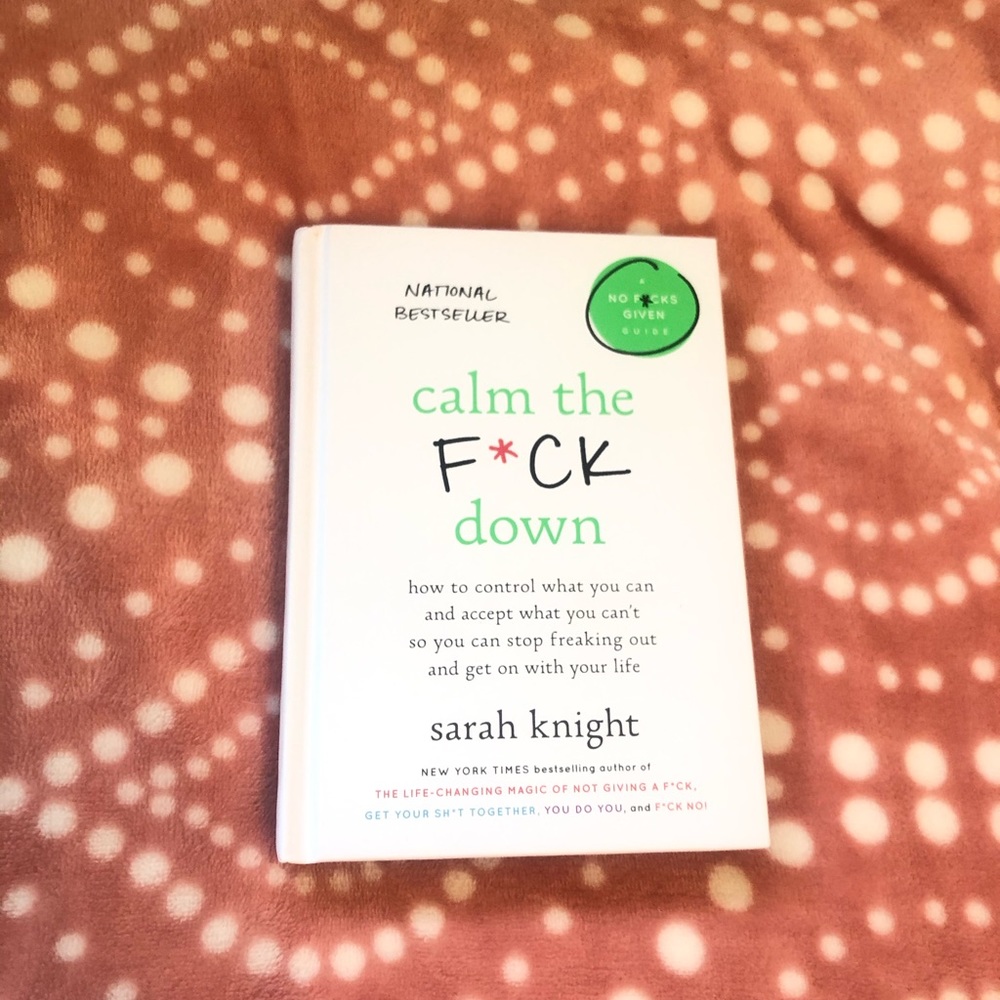 NATIONAL
BESTSELLER
A
NO F*CKS
GIVEN
GUIDE
calm the
F*CK
down
how to control what you can
and accept what you can't
so you can stop freaking out
and get on with your life
sarah knight
NEW YORK TIMES bestselling author of
THE LIFE-CHANGING MAGIC OF NOT GIVING A F*CK,
GET YOUR SH*T TOGETHER, YOU DO YOU, and F*CK NO!